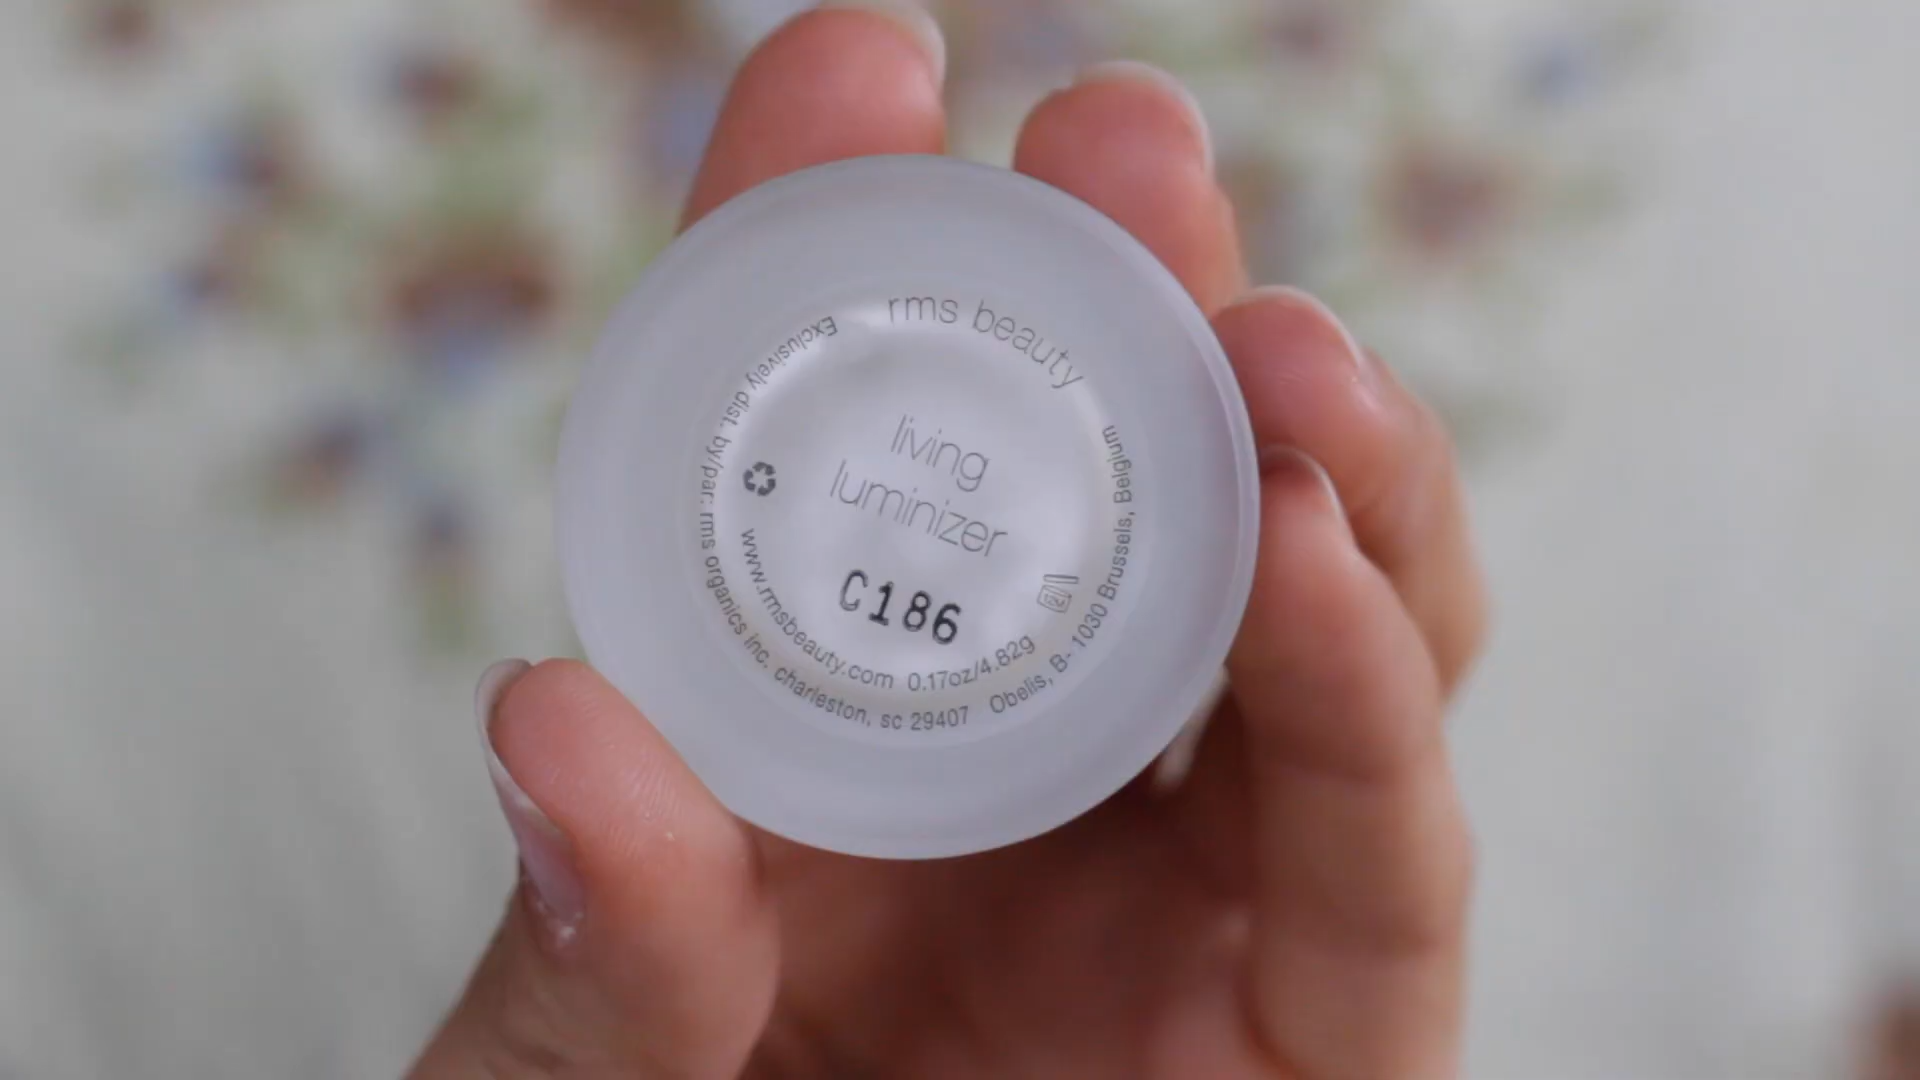 rms beauty
living
luminizer
C186
www.rmsbeauty.com 0.17oz/4.82g
Exclusively dist. by/par: rms organics inc. charleston, sc 29407
Obelis, B- 1030 Brussels, Belgium